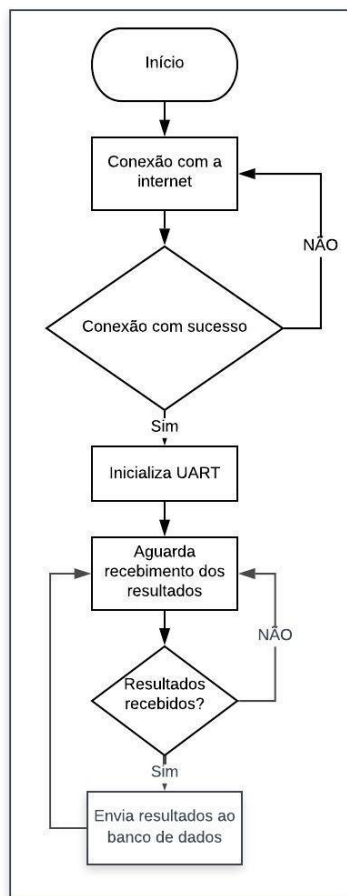 Início
Conexão com a
internet
NÃO
Conexão com sucesso
Sim
Inicializa UART
Aguarda
recebimento dos
resultados
NÃO
Resultados
recebidos?
Sim
Envia resultados ao
banco de dados